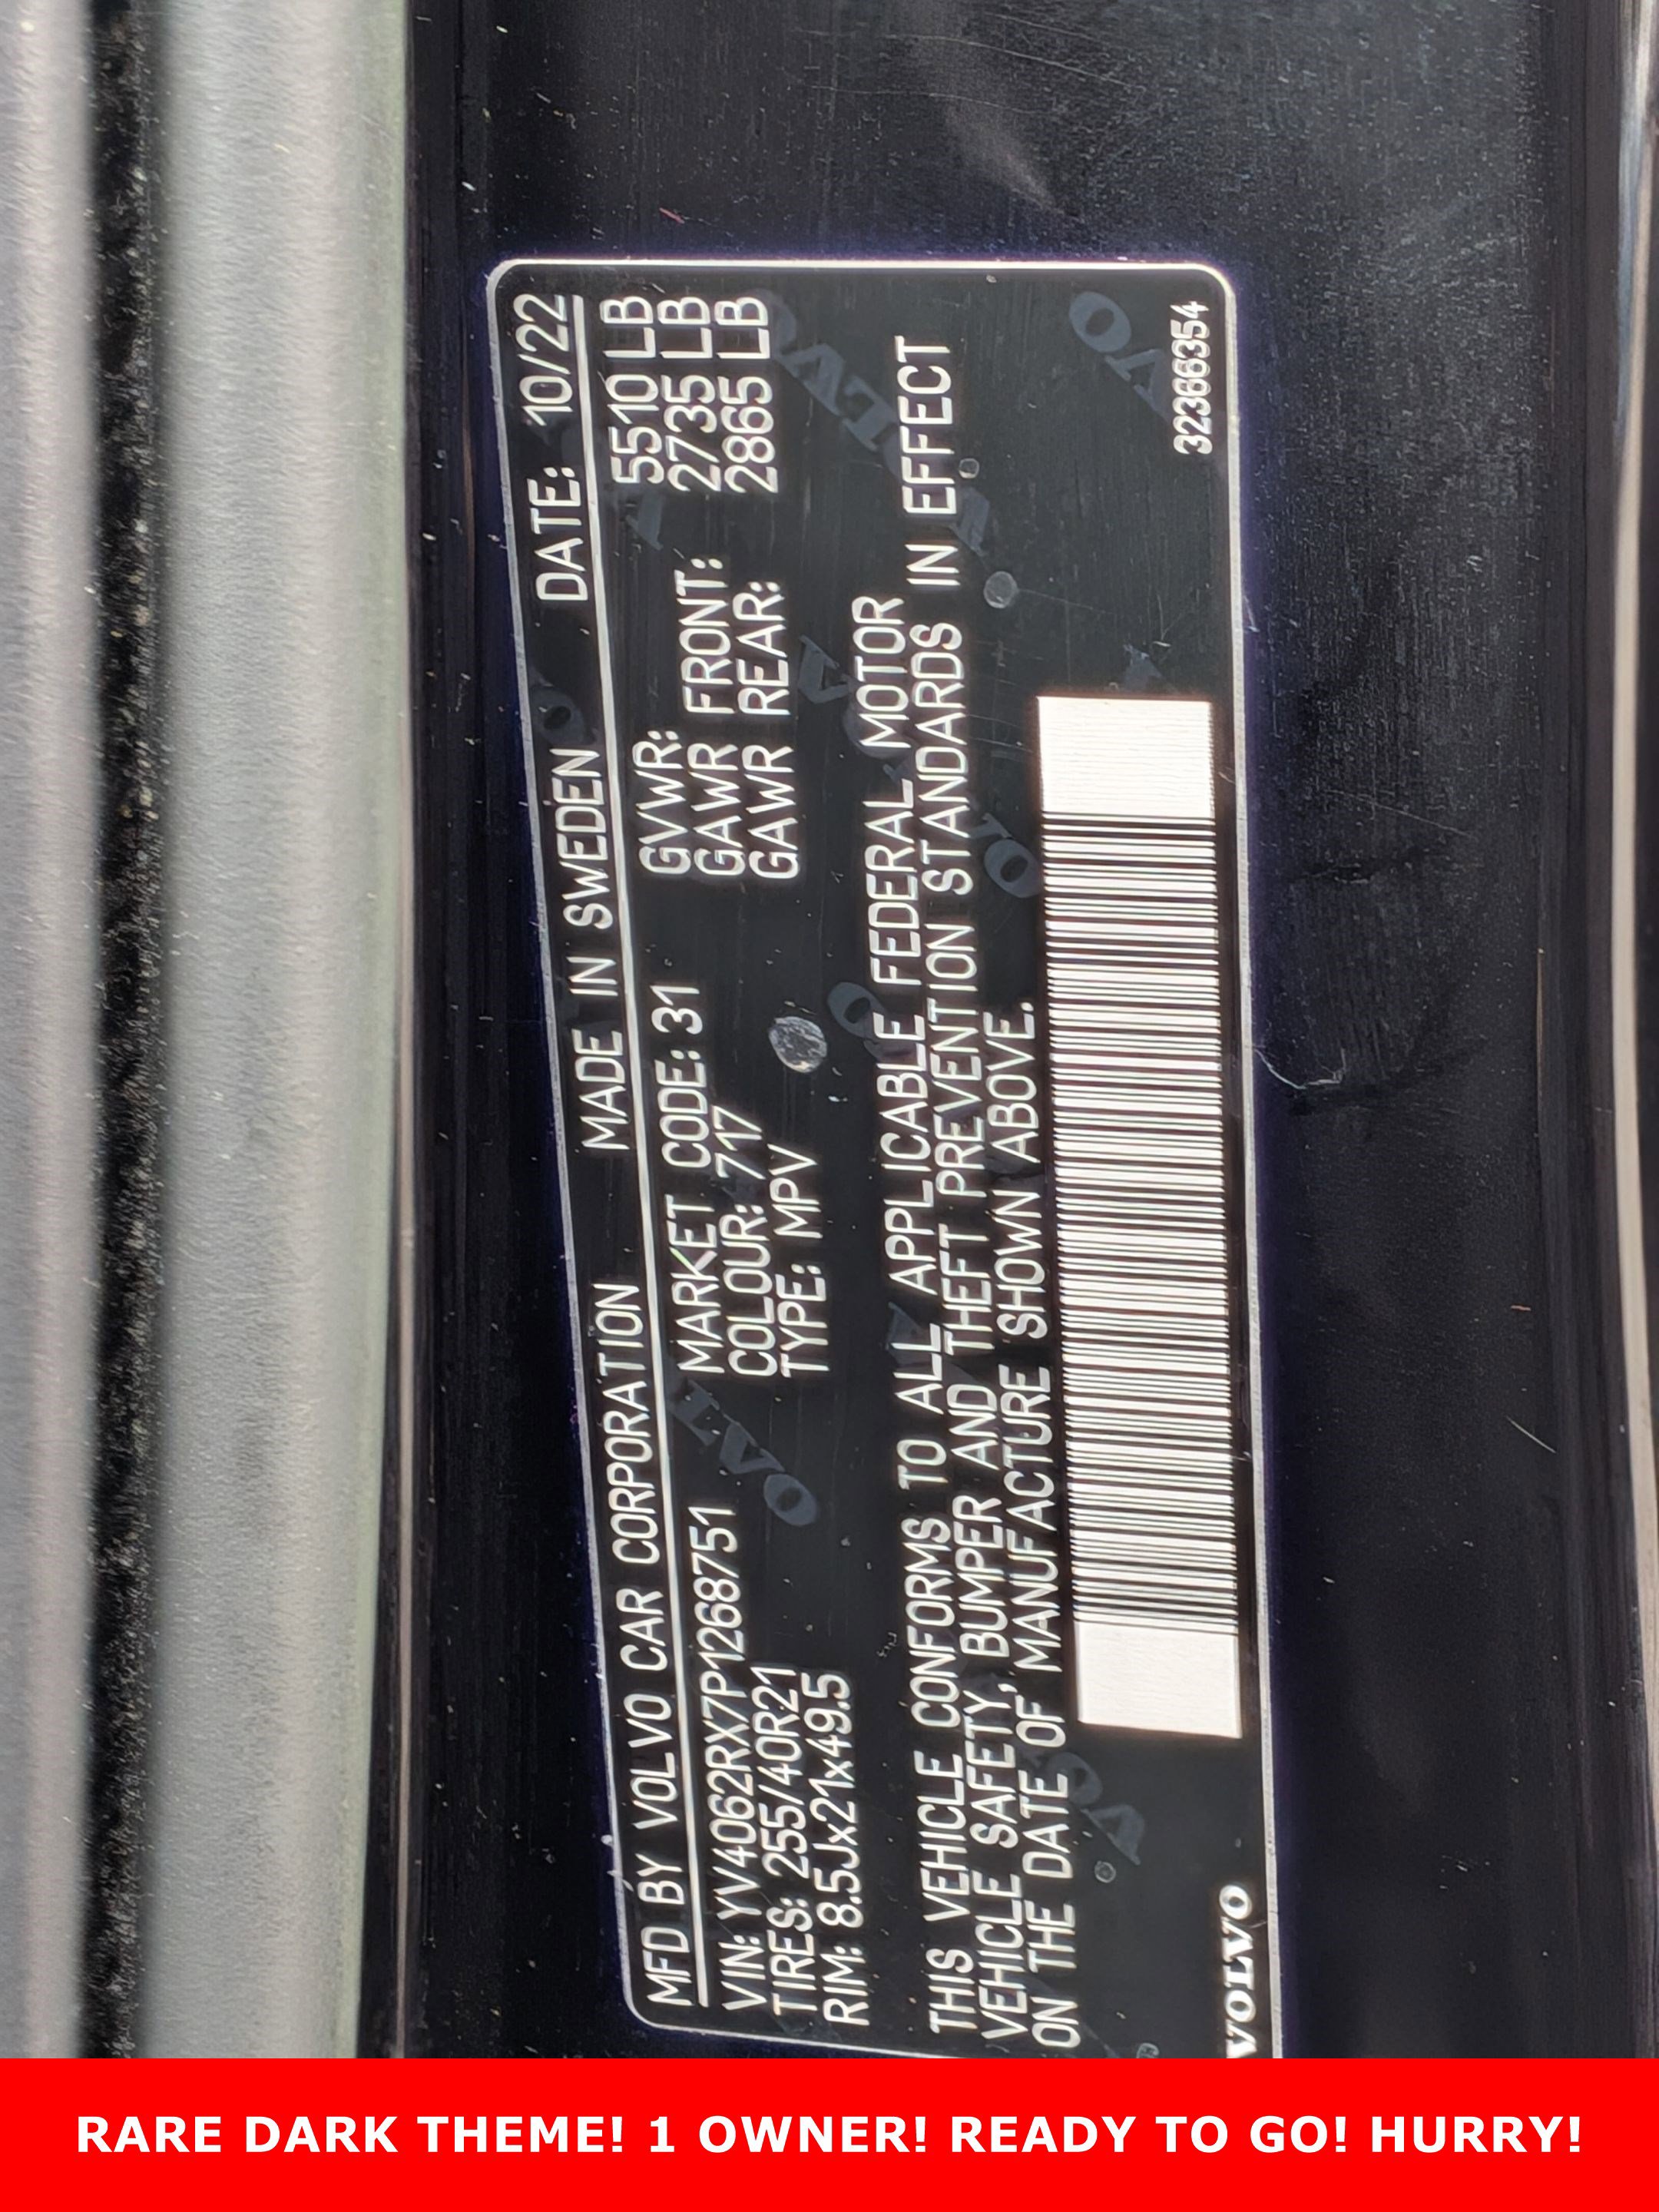 MFD BY VOLVO CAR CORPORATION MADE IN SWEDEN DATE: 10/22
VIN: YV4062RX7P1268751 MARKET CODE: 31 GVWR: 5510 LB
TIRES: 255/40R21 COLOUR: 717 GAWR FRONT: 2735 LB
RIM: 8.5Jx21x49.5 TYPE: MPV GAWR REAR: 2865 LB
THIS VEHICLE CONFORMS TO ALL APPLICABLE FEDERAL MOTOR
VEHICLE SAFETY, BUMPER AND THEFT PREVENTION STANDARDS IN EFFECT
ON THE DATE OF MANUFACTURE SHOWN ABOVE.
VOLVO 32366354
RARE DARK THEME! 1 OWNER! READY TO GO! HURRY!